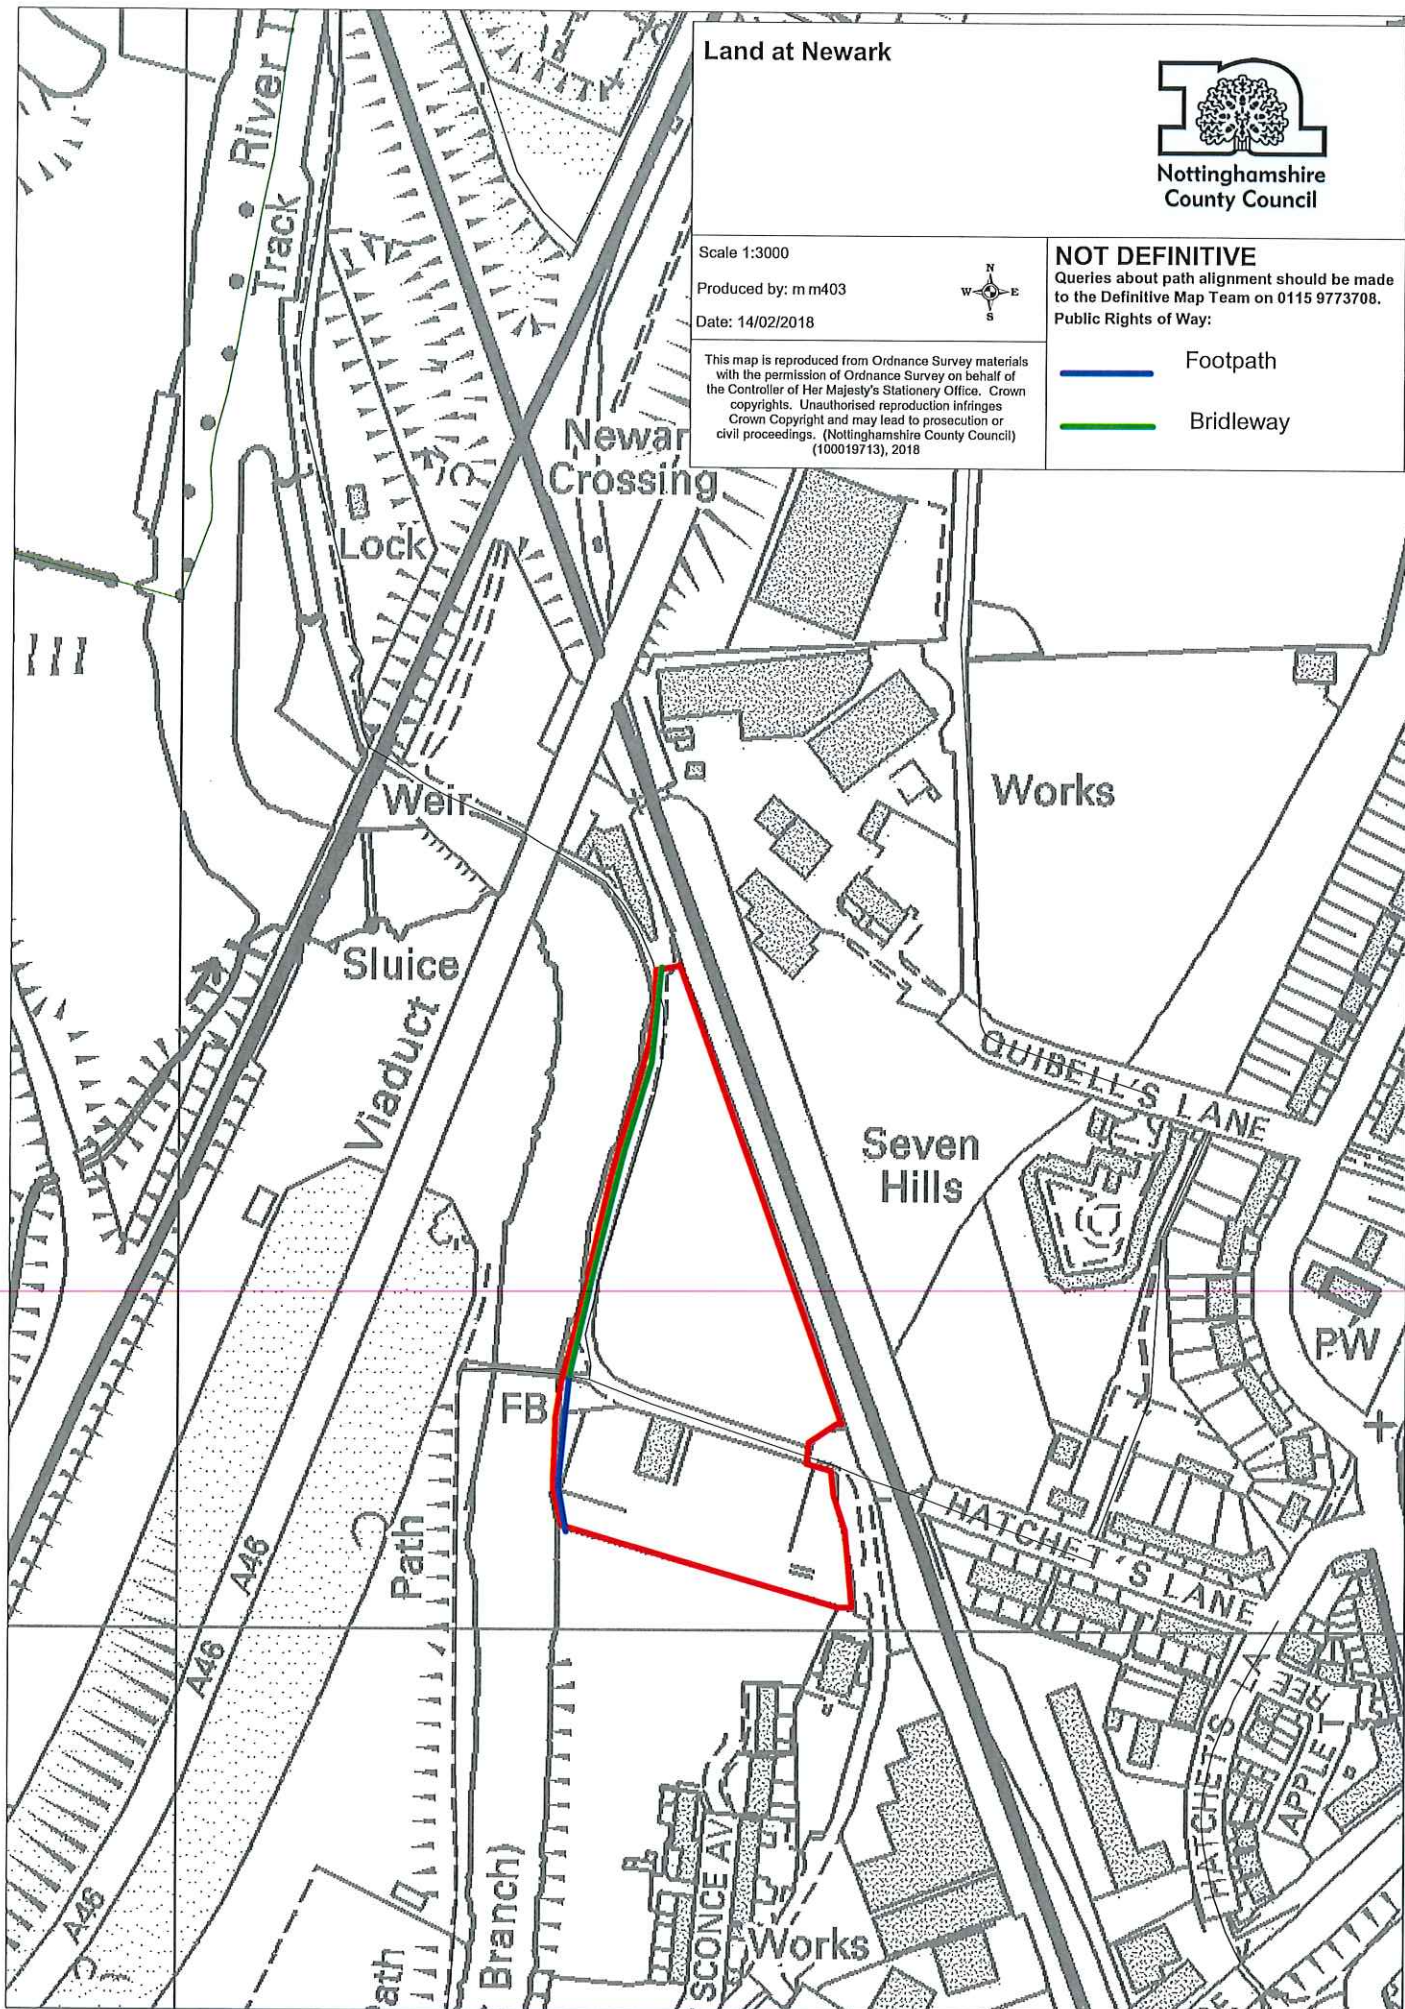 Land at Newark
Nottinghamshire
County Council
Scale 1:3000
Produced by: m m403
Date: 14/02/2018
N
W E
S
This map is reproduced from Ordnance Survey materials
with the permission of Ordnance Survey on behalf of
the Controller of Her Majesty's Stationery Office. Crown
copyrights. Unauthorised reproduction infringes
Crown Copyright and may lead to prosecution or
civil proceedings. (Nottinghamshire County Council)
(100019713), 2018
NOT DEFINITIVE
Queries about path alignment should be made
to the Definitive Map Team on 0115 9773708.
Public Rights of Way:
Footpath
Bridleway
River T
Track
Newar
Crossing
Lock
Weir
Works
Sluice
Viaduct
QUIBELL'S LANE
Seven
Hills
PW
FB
HATCHET'S LANE
Path
A46
A46
A46
A46
HATCHET'S LA
APPLE T
REE
SCONCE AV
Works
Branch)
ath